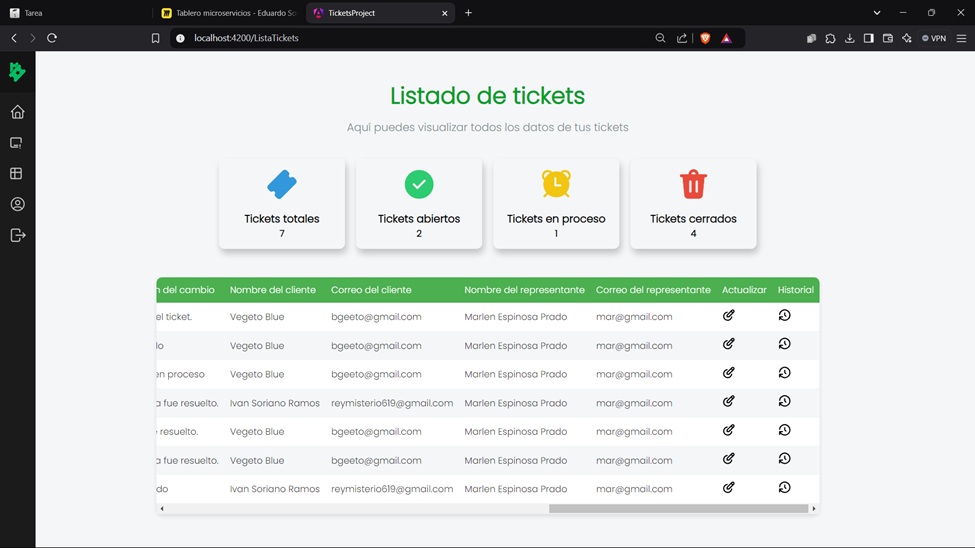 Tarea
Tablero microservicios - Eduardo So
TicketsProject
localhost:4200/ListaTickets
VPN
Listado de tickets
Aquí puedes visualizar todos los datos de tus tickets
Tickets totales
7
Tickets abiertos
2
Tickets en proceso
1
Tickets cerrados
4
n del cambio Nombre del cliente Correo del cliente Nombre del representante Correo del representante Actualizar Historial
el ticket. Vegeto Blue bgeeto@gmail.com Marlen Espinosa Prado mar@gmail.com
lo Vegeto Blue bgeeto@gmail.com Marlen Espinosa Prado mar@gmail.com
en proceso Vegeto Blue bgeeto@gmail.com Marlen Espinosa Prado mar@gmail.com
a fue resuelto. Ivan Soriano Ramos reymisterio619@gmail.com Marlen Espinosa Prado mar@gmail.com
resuelto. Vegeto Blue bgeeto@gmail.com Marlen Espinosa Prado mar@gmail.com
a fue resuelto. Vegeto Blue bgeeto@gmail.com Marlen Espinosa Prado mar@gmail.com
do Ivan Soriano Ramos reymisterio619@gmail.com Marlen Espinosa Prado mar@gmail.com